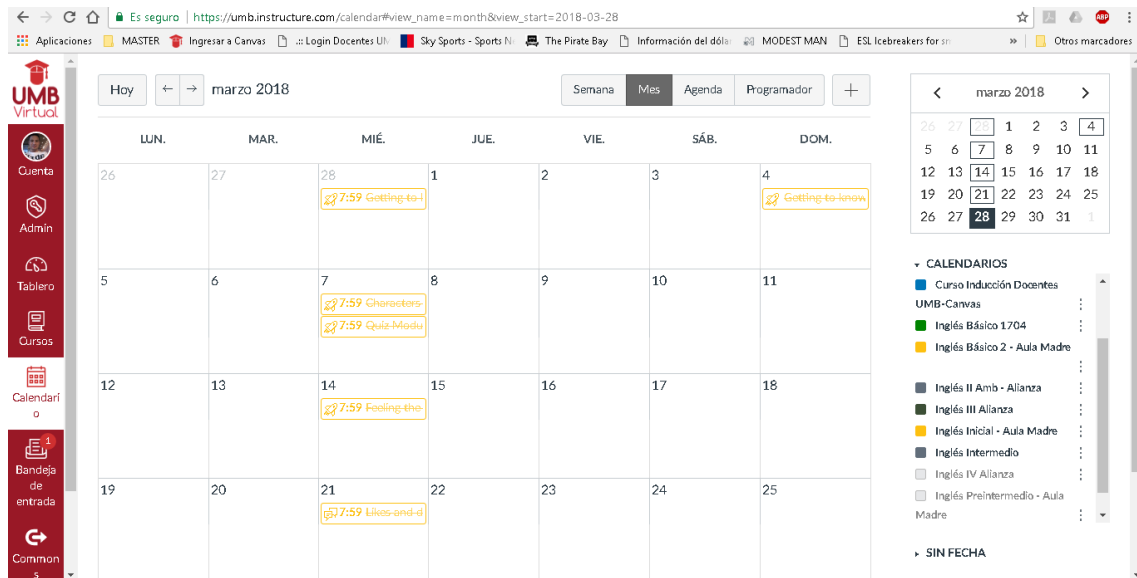 Es seguro | https://umb.instructure.com/calendar#view_name=month&view_start=2018-03-28
ABP
Aplicaciones MASTER Ingresar a Canvas .:: Login Docentes UM Sky Sports - Sports N The Pirate Bay Información del dóla MODEST MAN ESL Icebreakers for sm » Otros marcadores
UMB
Virtual
Cuenta
Admin
Tablero
Cursos
Calendari
o
1
Bandeja
de
entrada
Common
s
Hoy ← → marzo 2018 Semana Mes Agenda Programador +
LUN. MAR. MIÉ. JUE. VIE. SÁB. DOM.
26 27 28 1 2 3 4
7:59 Getting to Getting to know
5 6 7 8 9 10 11
7:59 Characters
7:59 Quiz Modu
12 13 14 15 16 17 18
7:59 Feeling the
19 20 21 22 23 24 25
7:59 Likes and d
marzo 2018
26 27 28 1 2 3 4
5 6 7 8 9 10 11
12 13 14 15 16 17 18
19 20 21 22 23 24 25
26 27 28 29 30 31 1
CALENDARIOS
Curso Inducción Docentes
UMB-Canvas
Inglés Básico 1704
Inglés Básico 2 - Aula Madre
Inglés II Amb - Alianza
Inglés III Alianza
Inglés Inicial - Aula Madre
Inglés Intermedio
Inglés IV Alianza
Inglés Preintermedio - Aula
Madre
SIN FECHA